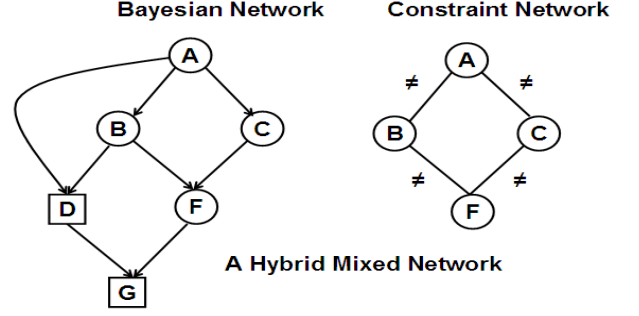 Bayesian Network Constraint Network
A A
≠ ≠
B C B C
≠ ≠
D F F
A Hybrid Mixed Network
G